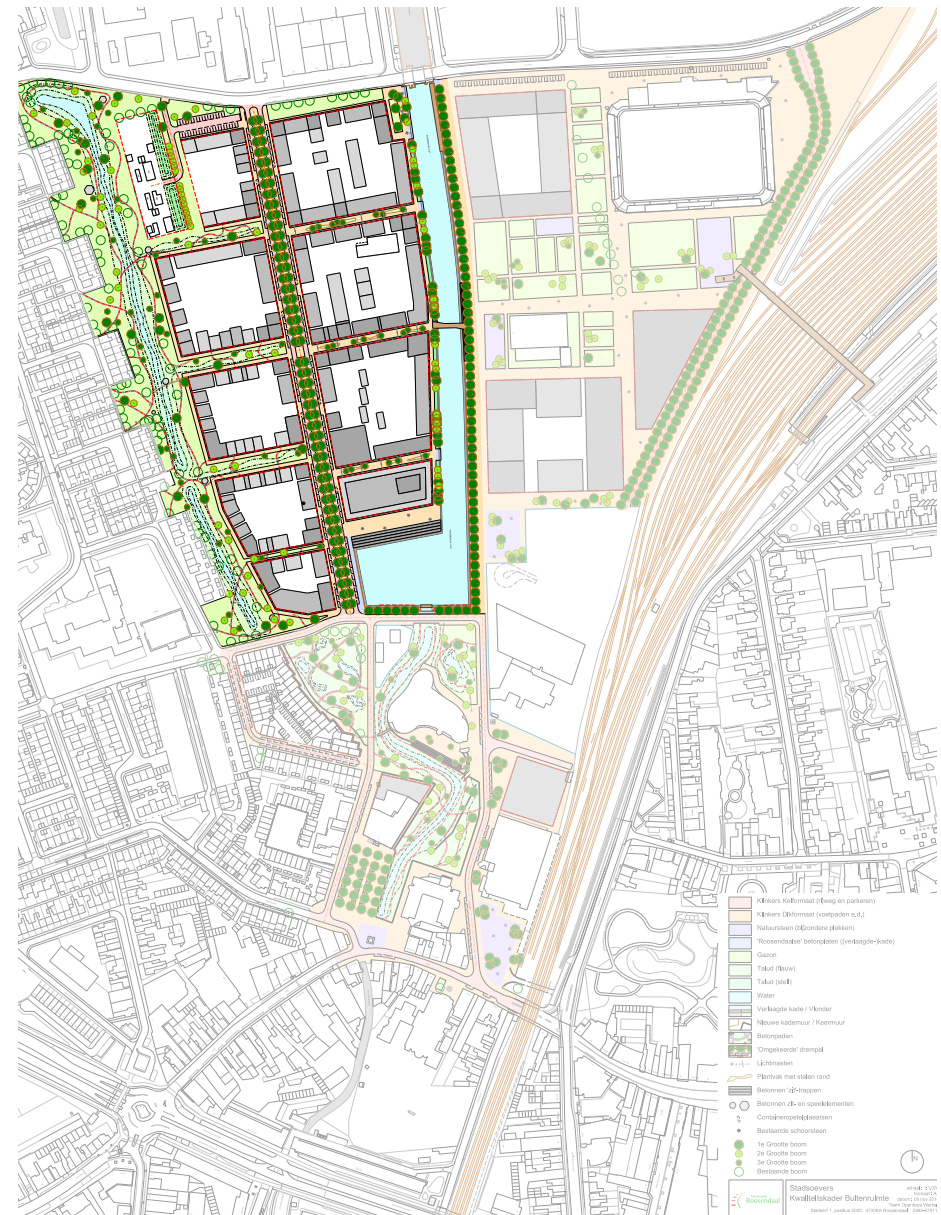 Klinkers Keiformaat (rijweg en parkeren)
Klinkers Dikformaat (voetpaden e.d.)
Natuursteen (bijzondere plekken)
'Roosendaalse' betonplaten ((verlaagde-)kade)
Gazon
Talud (flauw)
Talud (steil)
Water
Verlaagde kade / Vlonder
Nieuwe kademuur / Keermuur
Betonpaden
'Omgekeerde' drempel
Lichtmasten
Plantvak met stalen rand
Betonnen 'zit'-trappen
Betonnen zit- en speelelementen
Containeropstelplaatsen
Bestaande schoorsteen
1e Grootte boom
2e Grootte boom
3e Grootte boom
Bestaande boom
N
Roosendaal
Stadsoevers
Kwaliteitskader Buitenruimte